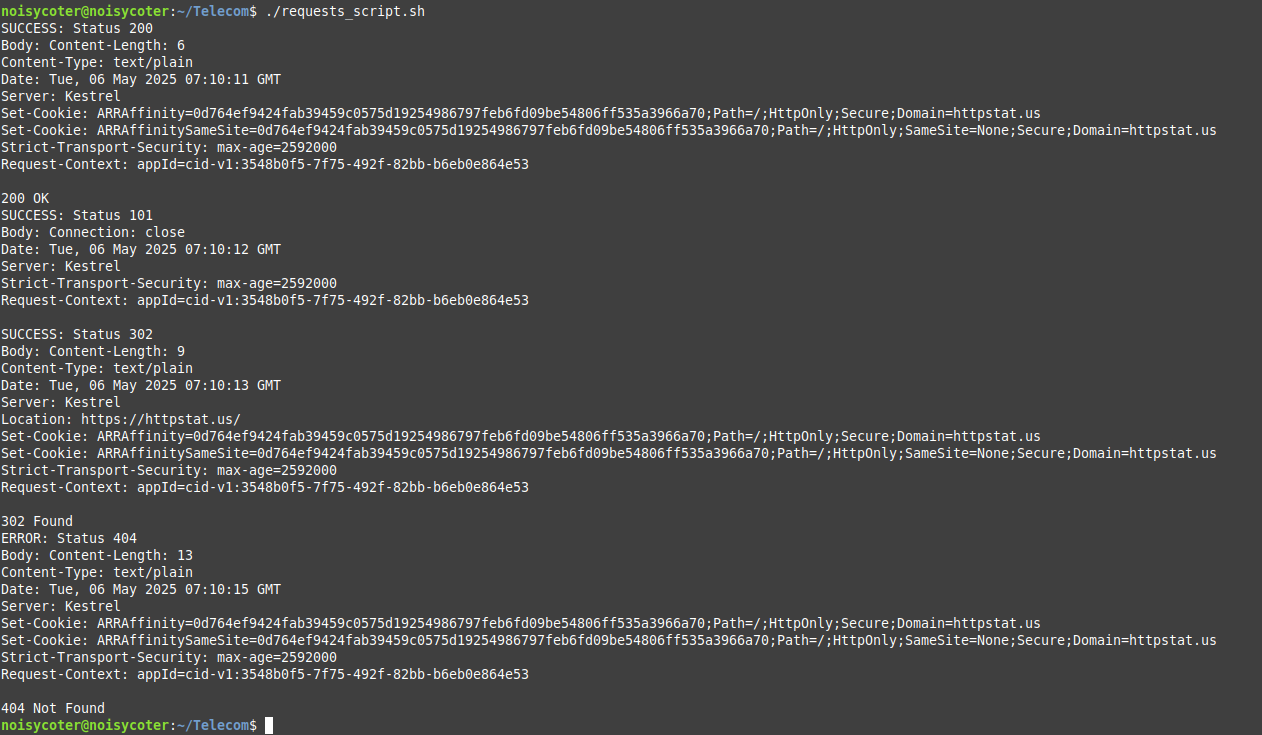 noisycoter@noisycoter:~/Telecom$ ./requests_script.sh
SUCCESS: Status 200
Body: Content-Length: 6
Content-Type: text/plain
Date: Tue, 06 May 2025 07:10:11 GMT
Server: Kestrel
Set-Cookie: ARRAffinity=0d764ef9424fab39459c0575d19254986797feb6fd09be54806ff535a3966a70;Path=/;HttpOnly;Secure;Domain=httpstat.us
Set-Cookie: ARRAffinitySameSite=0d764ef9424fab39459c0575d19254986797feb6fd09be54806ff535a3966a70;Path=/;HttpOnly;SameSite=None;Secure;Domain=httpstat.us
Strict-Transport-Security: max-age=2592000
Request-Context: appId=cid-v1:3548b0f5-7f75-492f-82bb-b6eb0e864e53

200 OK
SUCCESS: Status 101
Body: Connection: close
Date: Tue, 06 May 2025 07:10:12 GMT
Server: Kestrel
Strict-Transport-Security: max-age=2592000
Request-Context: appId=cid-v1:3548b0f5-7f75-492f-82bb-b6eb0e864e53

SUCCESS: Status 302
Body: Content-Length: 9
Content-Type: text/plain
Date: Tue, 06 May 2025 07:10:13 GMT
Server: Kestrel
Location: https://httpstat.us/
Set-Cookie: ARRAffinity=0d764ef9424fab39459c0575d19254986797feb6fd09be54806ff535a3966a70;Path=/;HttpOnly;Secure;Domain=httpstat.us
Set-Cookie: ARRAffinitySameSite=0d764ef9424fab39459c0575d19254986797feb6fd09be54806ff535a3966a70;Path=/;HttpOnly;SameSite=None;Secure;Domain=httpstat.us
Strict-Transport-Security: max-age=2592000
Request-Context: appId=cid-v1:3548b0f5-7f75-492f-82bb-b6eb0e864e53

302 Found
ERROR: Status 404
Body: Content-Length: 13
Content-Type: text/plain
Date: Tue, 06 May 2025 07:10:15 GMT
Server: Kestrel
Set-Cookie: ARRAffinity=0d764ef9424fab39459c0575d19254986797feb6fd09be54806ff535a3966a70;Path=/;HttpOnly;Secure;Domain=httpstat.us
Set-Cookie: ARRAffinitySameSite=0d764ef9424fab39459c0575d19254986797feb6fd09be54806ff535a3966a70;Path=/;HttpOnly;SameSite=None;Secure;Domain=httpstat.us
Strict-Transport-Security: max-age=2592000
Request-Context: appId=cid-v1:3548b0f5-7f75-492f-82bb-b6eb0e864e53

404 Not Found
noisycoter@noisycoter:~/Telecom$